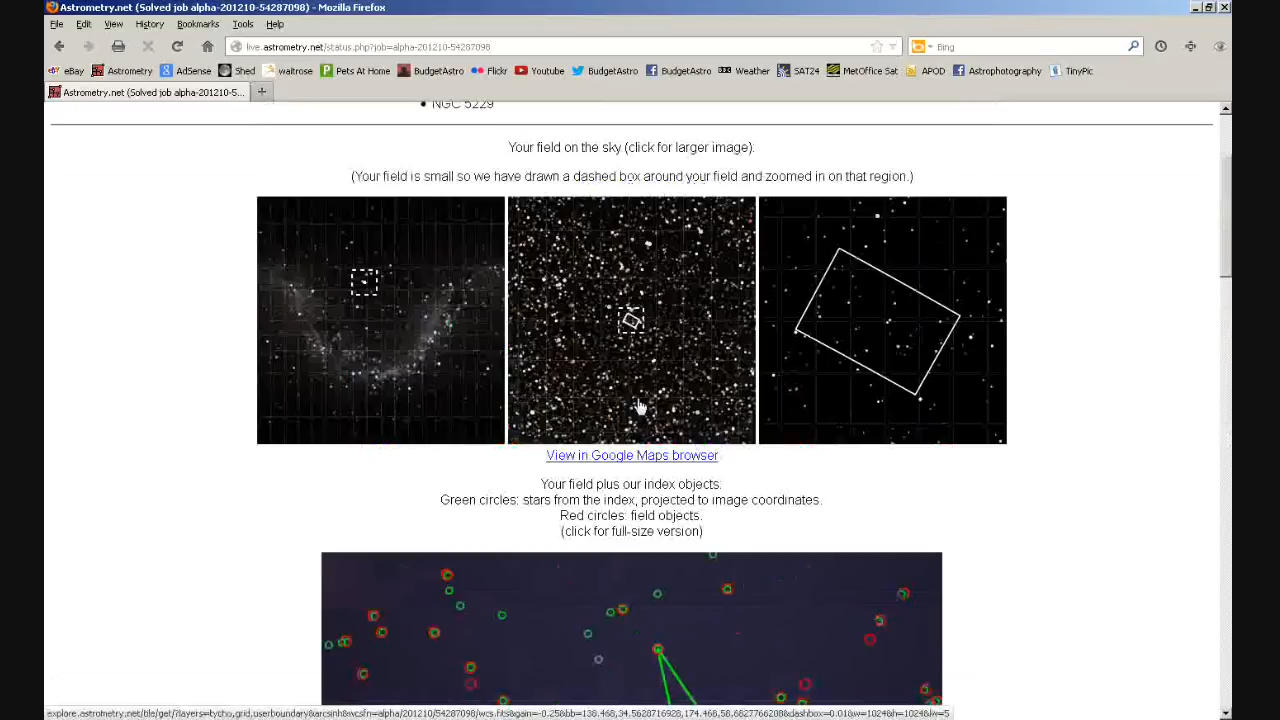 Astrometry.net (Solved job alpha-201210-54287098) - Mozilla Firefox
File Edit View History Bookmarks Tools Help
live.astrometry.net/status.php?job=alpha-201210-54287098
Bing
eBay Astrometry AdSense Shed waitrose Pets At Home BudgetAstro Flickr Youtube BudgetAstro BudgetAstro Weather SAT24 MetOffice Sat APOD Astrophotography TinyPic
Astrometry.net (Solved job alpha-201210-5...
• NGC 5229
Your field on the sky (click for larger image).
(Your field is small so we have drawn a dashed box around your field and zoomed in on that region.)
View in Google Maps browser
Your field plus our index objects:
Green circles: stars from the index, projected to image coordinates.
Red circles: field objects.
(click for full-size version)